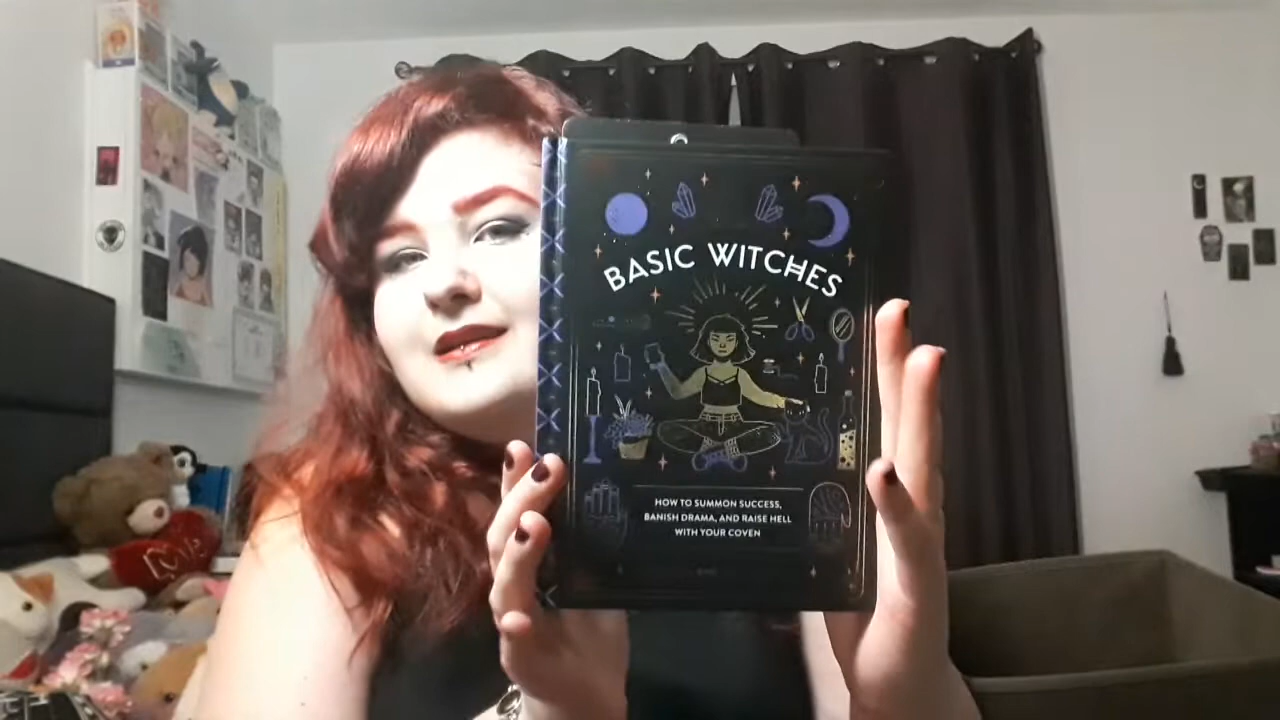 BASIC WITCHES
HOW TO SUMMON SUCCESS,
BANISH DRAMA, AND RAISE HELL
WITH YOUR COVEN